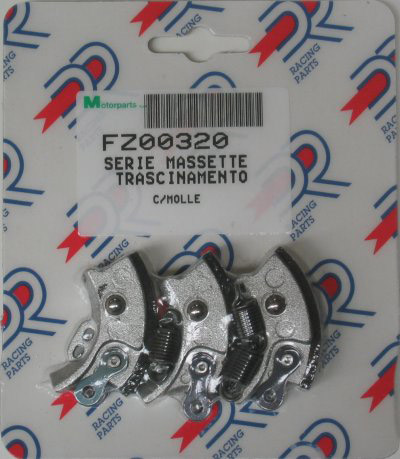 RACING PARTS
RACING PARTS
Motorparts
FZ00320
SERIE MASSETTE
TRASCINAMENTO
C/MOLLE
RACING PARTS
RACING PARTS
RACING PARTS
RACING PARTS